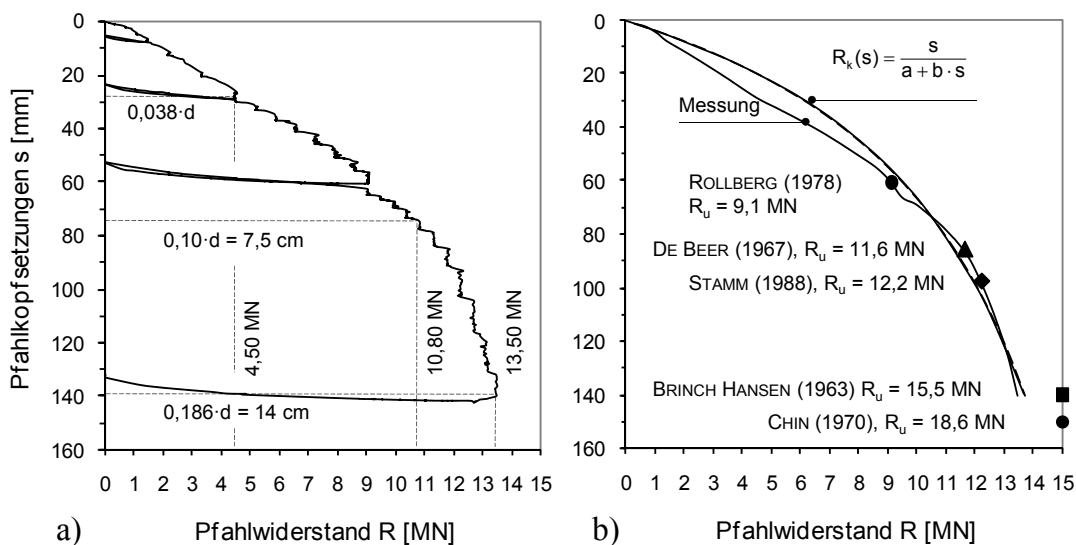 0
20
40
60
80
100
120
140
160
Pfahlkopfsetzungen s [mm]
0,038·d
0,10·d = 7,5 cm
0,186·d = 14 cm
4,50 MN
10,80 MN
13,50 MN
0 1 2 3 4 5 6 7 8 9 10 11 12 13 14 15
a) Pfahlwiderstand R [MN]
0
20
40
60
80
100
120
140
160
R_k(s) = s / (a + b · s)
Messung
ROLLBERG (1978)
R_u = 9,1 MN
DE BEER (1967), R_u = 11,6 MN
STAMM (1988), R_u = 12,2 MN
BRINCH HANSEN (1963) R_u = 15,5 MN
CHIN (1970), R_u = 18,6 MN
0 1 2 3 4 5 6 7 8 9 10 11 12 13 14 15
b) Pfahlwiderstand R [MN]